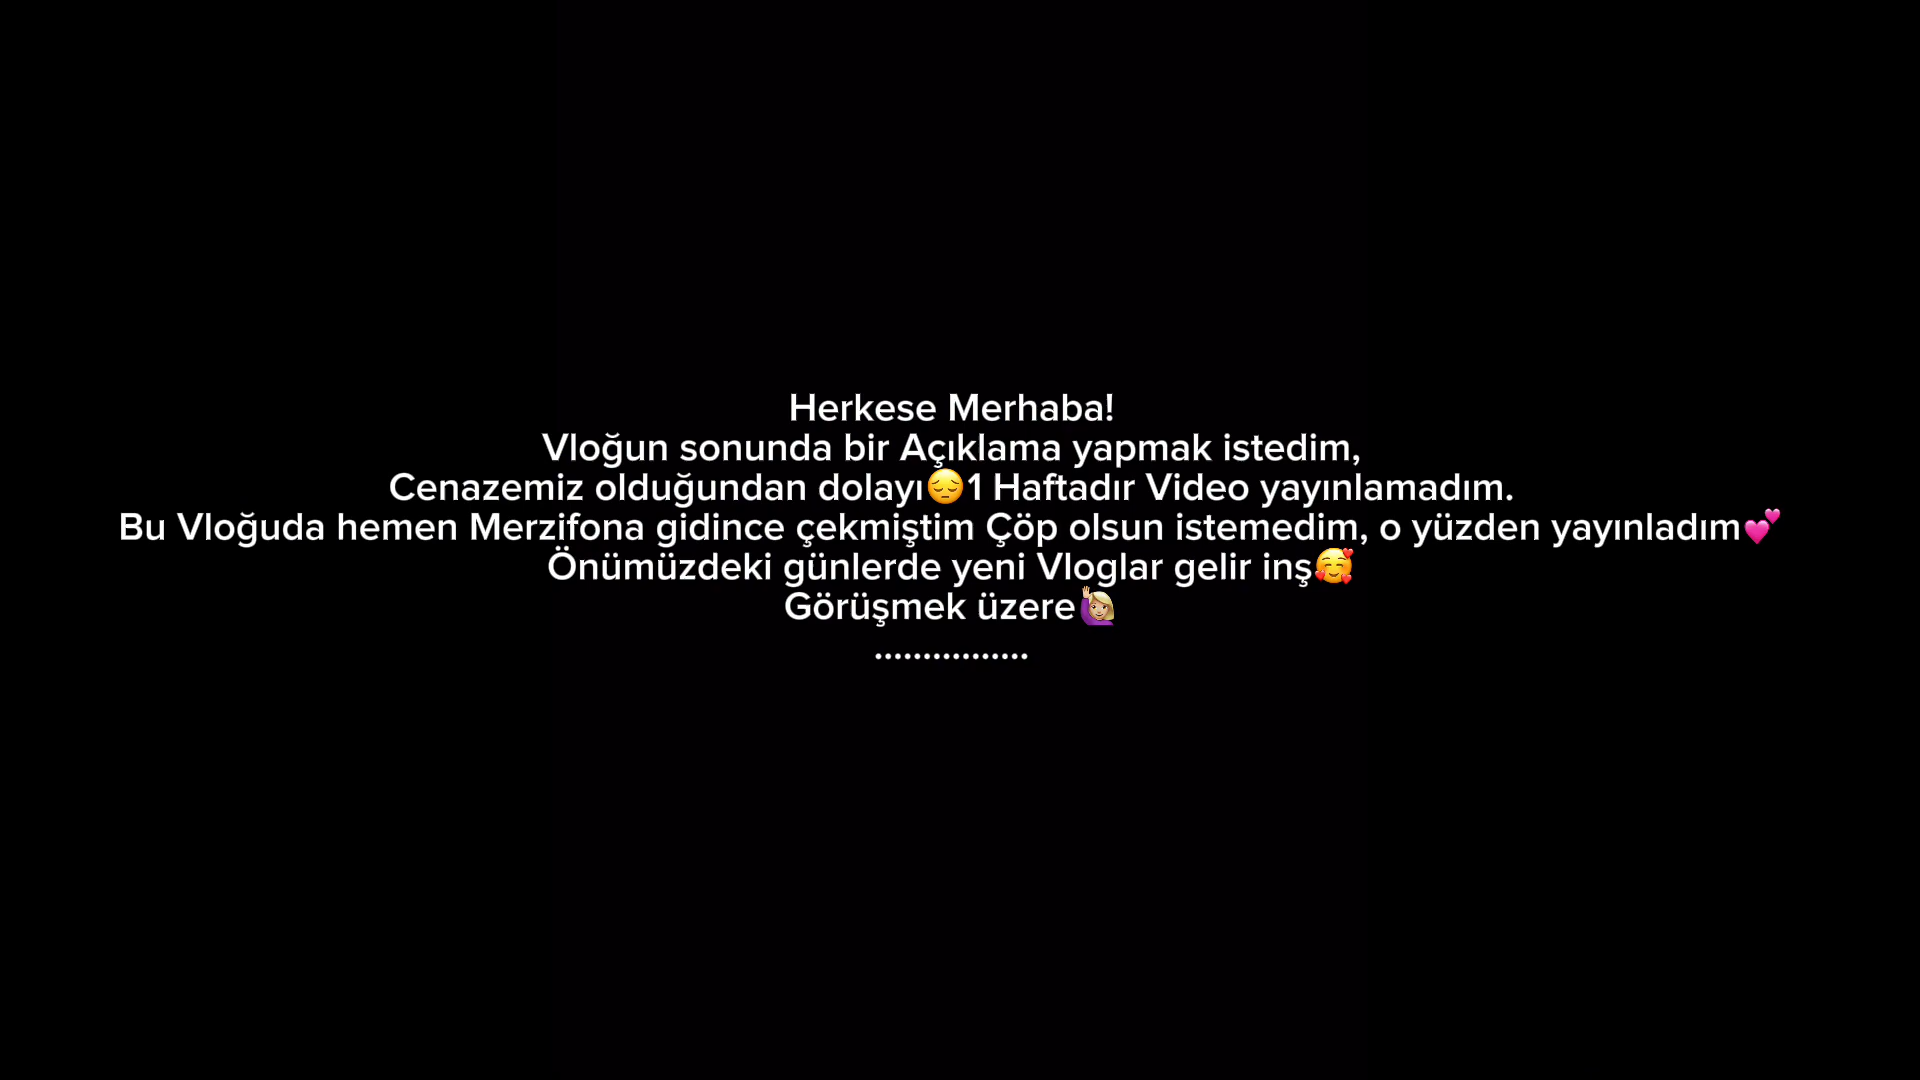 Herkese Merhaba!
Vloğun sonunda bir Açıklama yapmak istedim,
Cenazemiz olduğundan dolayı😔1 Haftadır Video yayınlamadım.
Bu Vloğuda hemen Merzifona gidince çekmiştim Çöp olsun istemedim, o yüzden yayınladım💕
Önümüzdeki günlerde yeni Vloglar gelir inş🥰
Görüşmek üzere🙋🏼‍♀️
................